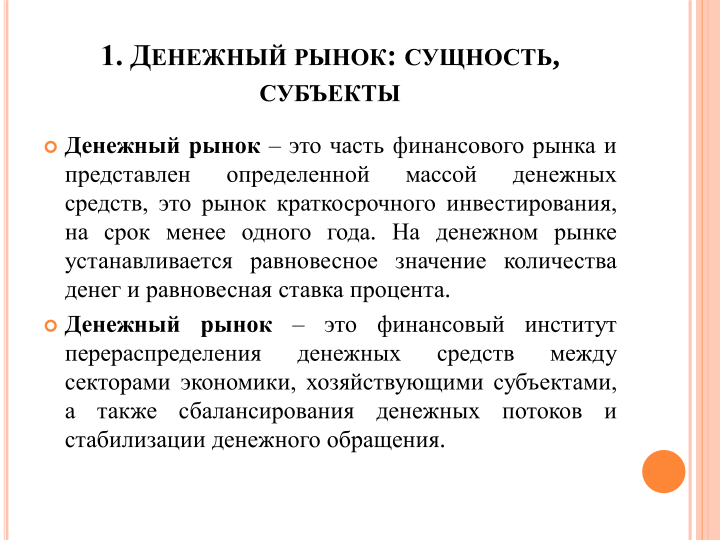 1. Денежный рынок: сущность,
субъекты
Денежный рынок – это часть финансового рынка и
представлен определенной массой денежных
средств, это рынок краткосрочного инвестирования,
на срок менее одного года. На денежном рынке
устанавливается равновесное значение количества
денег и равновесная ставка процента.
Денежный рынок – это финансовый институт
перераспределения денежных средств между
секторами экономики, хозяйствующими субъектами,
а также сбалансирования денежных потоков и
стабилизации денежного обращения.